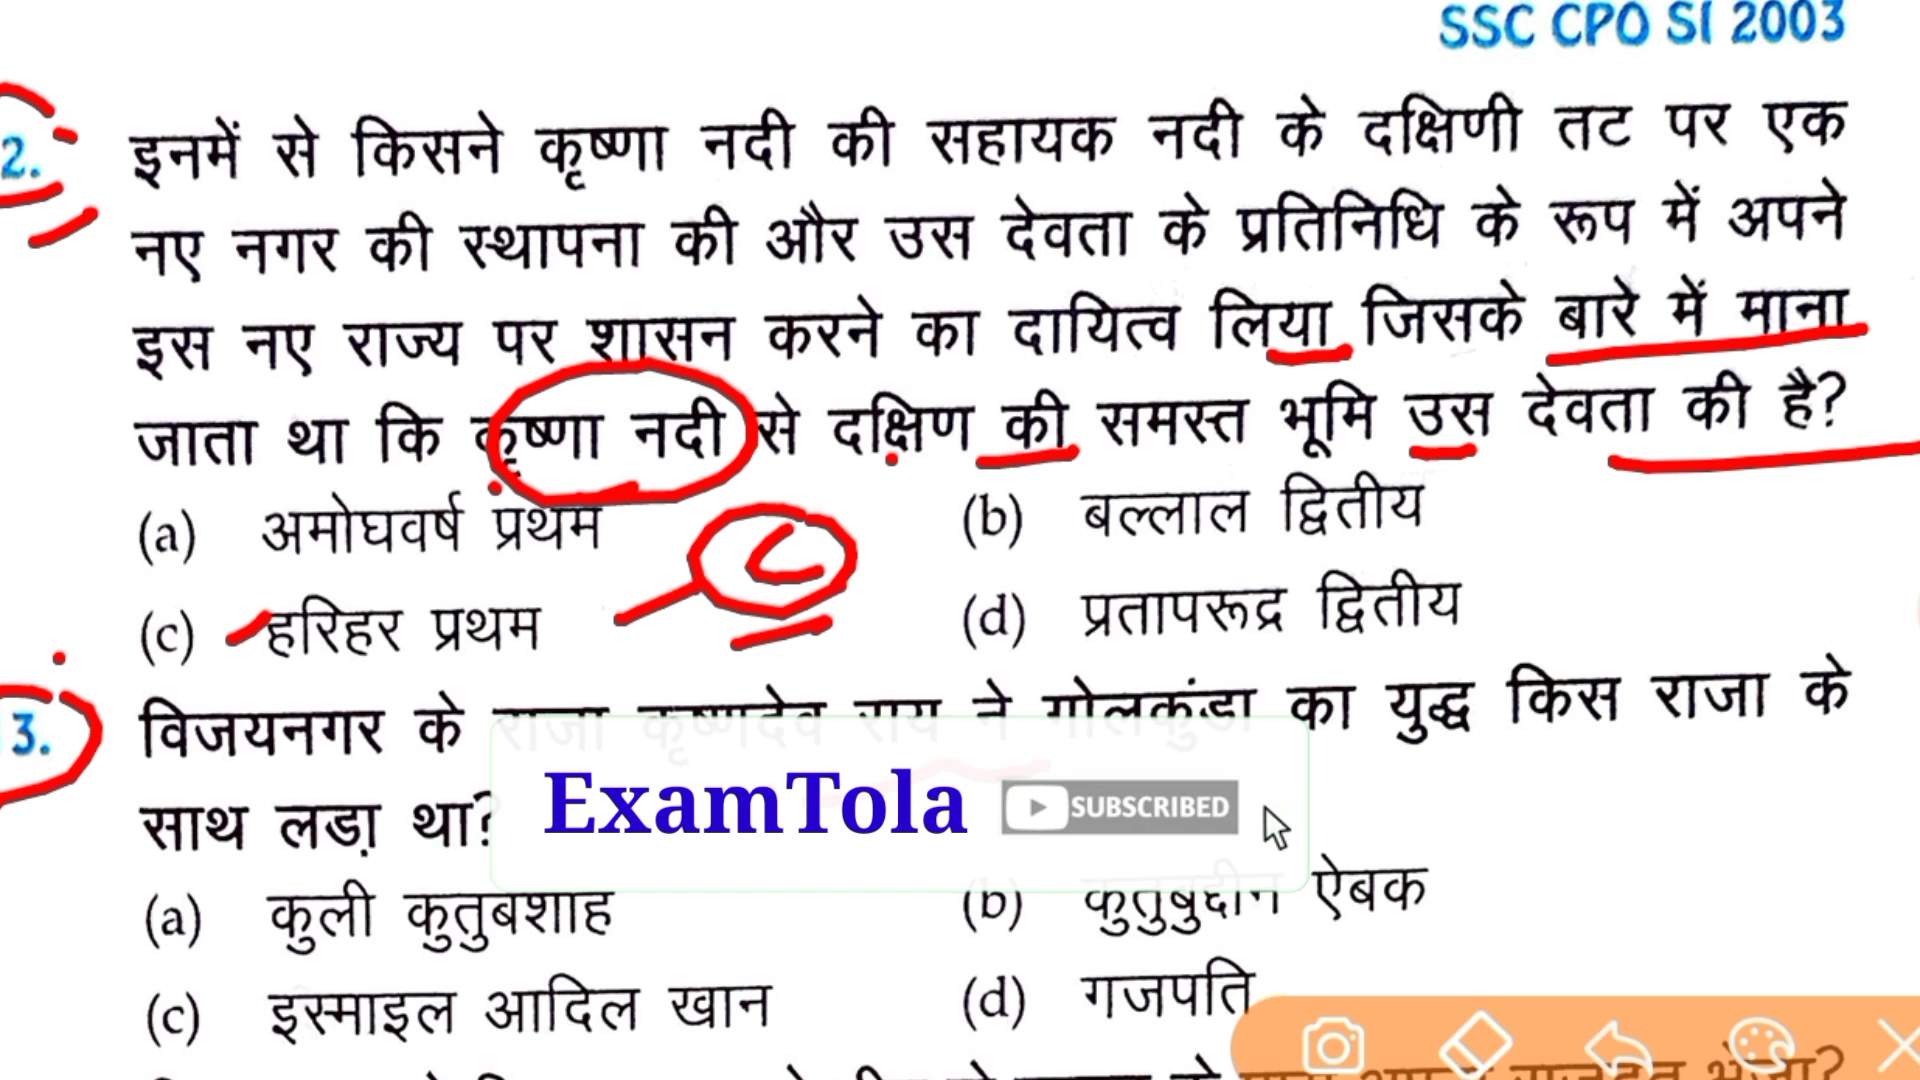 SSC CPO SI 2003
2. इनमें से किसने कृष्णा नदी की सहायक नदी के दक्षिणी तट पर एक
नए नगर की स्थापना की और उस देवता के प्रतिनिधि के रूप में अपने
इस नए राज्य पर शासन करने का दायित्व लिया जिसके बारे में माना
जाता था कि कृष्णा नदी से दक्षिण की समस्त भूमि उस देवता की है?
(a) अमोघवर्ष प्रथम (b) बल्लाल द्वितीय
C
(c) हरिहर प्रथम (d) प्रतापरूद्र द्वितीय
3. विजयनगर के राजा कृष्णदेव राय ने गोलकुंडा का युद्ध किस राजा के
साथ लड़ा था?
ExamTola SUBSCRIBED
(a) कुली कुतुबशाह (b) कुतुबुद्दीन ऐबक
(c) इस्माइल आदिल खान (d) गजपति